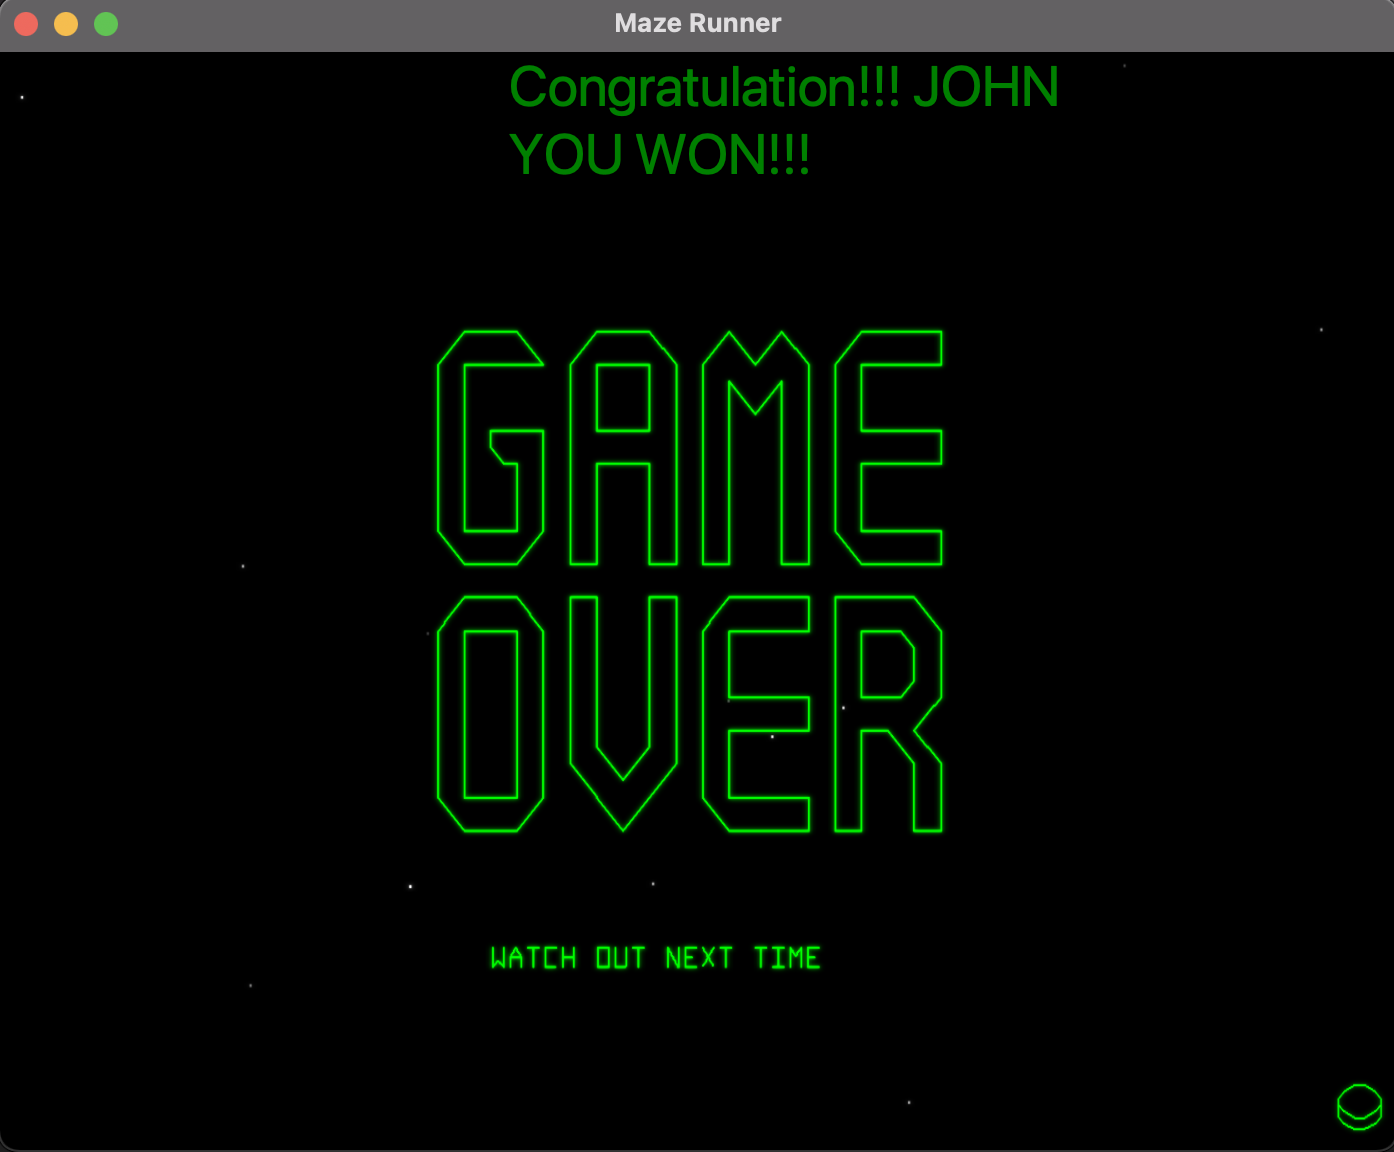 Maze Runner
Congratulation!!! JOHN
YOU WON!!!
GAME
OVER
WATCH OUT NEXT TIME